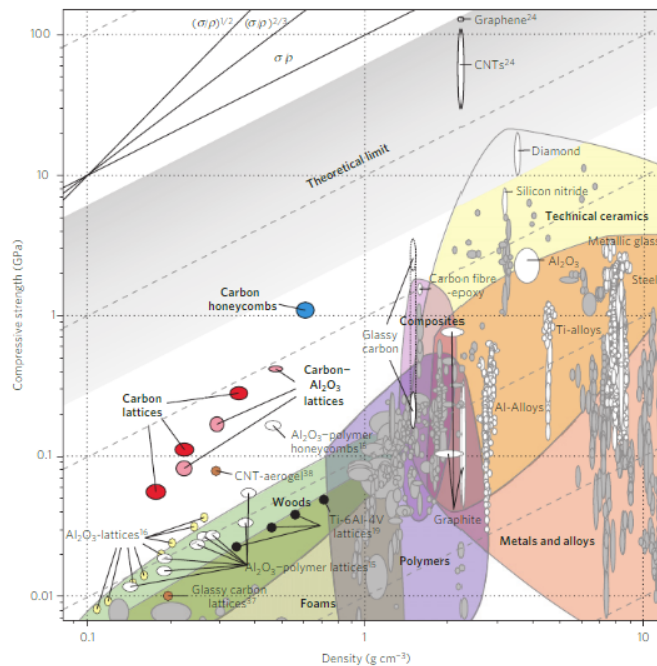 (σ/ρ)1/2
(σ/ρ)2/3
σ ρ
Graphene24
CNTs24
100
Theoretical limit
Diamond
Silicon nitride
10
Technical ceramics
Metallic glass
Al2O3
Steel
Carbon fibre
-epoxy
Carbon
honeycombs
Composites
1
Glassy
carbon
Ti-alloys
Carbon–
Al2O3
lattices
Carbon
lattices
Al-Alloys
Al2O3–polymer
honeycombs
CNT-aerogel38
0.1
Woods
Ti-6Al-4V
lattices
Graphite
Al2O3-lattices16
Al2O3–polymer lattices
Polymers
Metals and alloys
Glassy carbon
lattices37
Foams
0.01
0.1
1
10
Density (g cm−3)
Compressive strength (GPa)